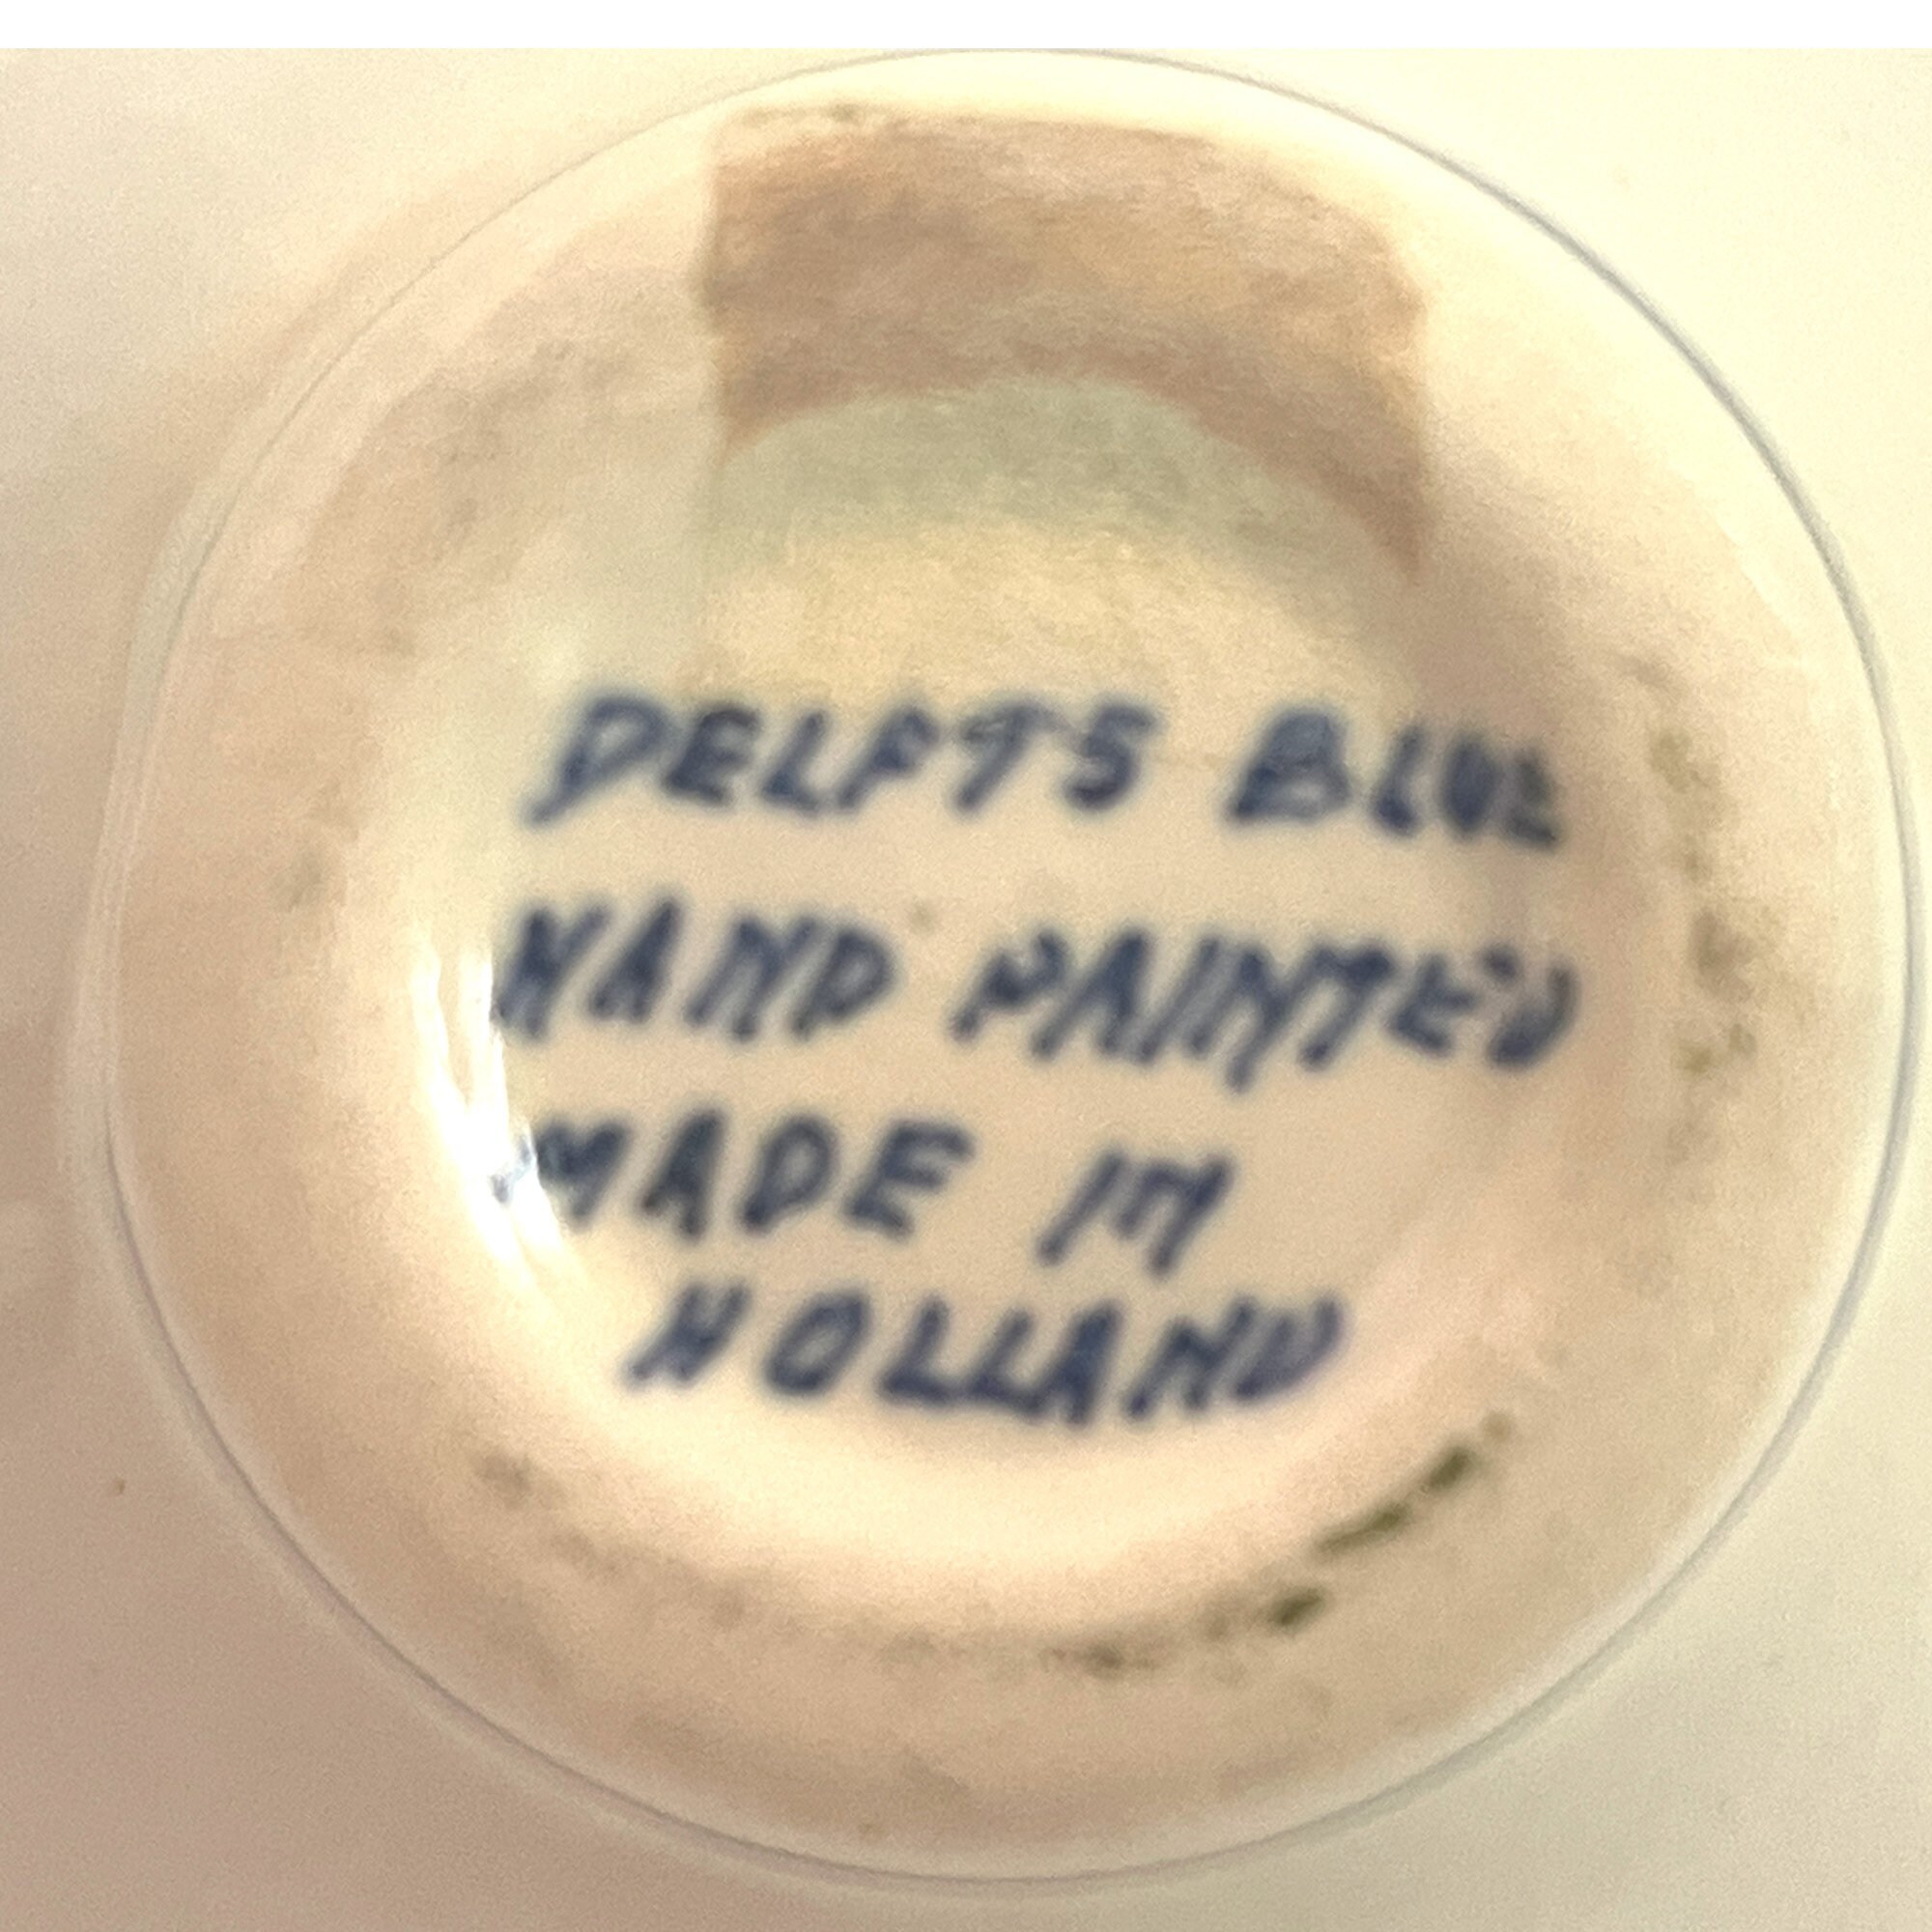 DELFTS BLUE
HAND PAINTED
MADE IN
HOLLAND